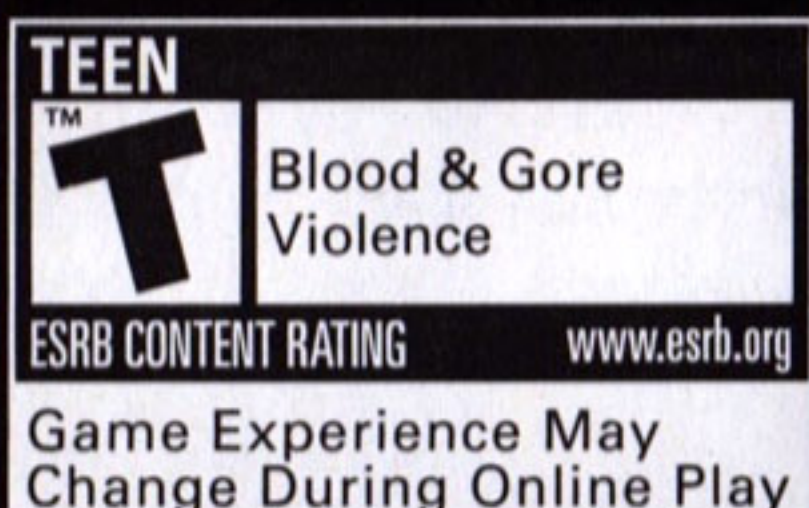 TEEN
TM
T
Blood & Gore
Violence
ESRB CONTENT RATING www.esrb.org
Game Experience May
Change During Online Play